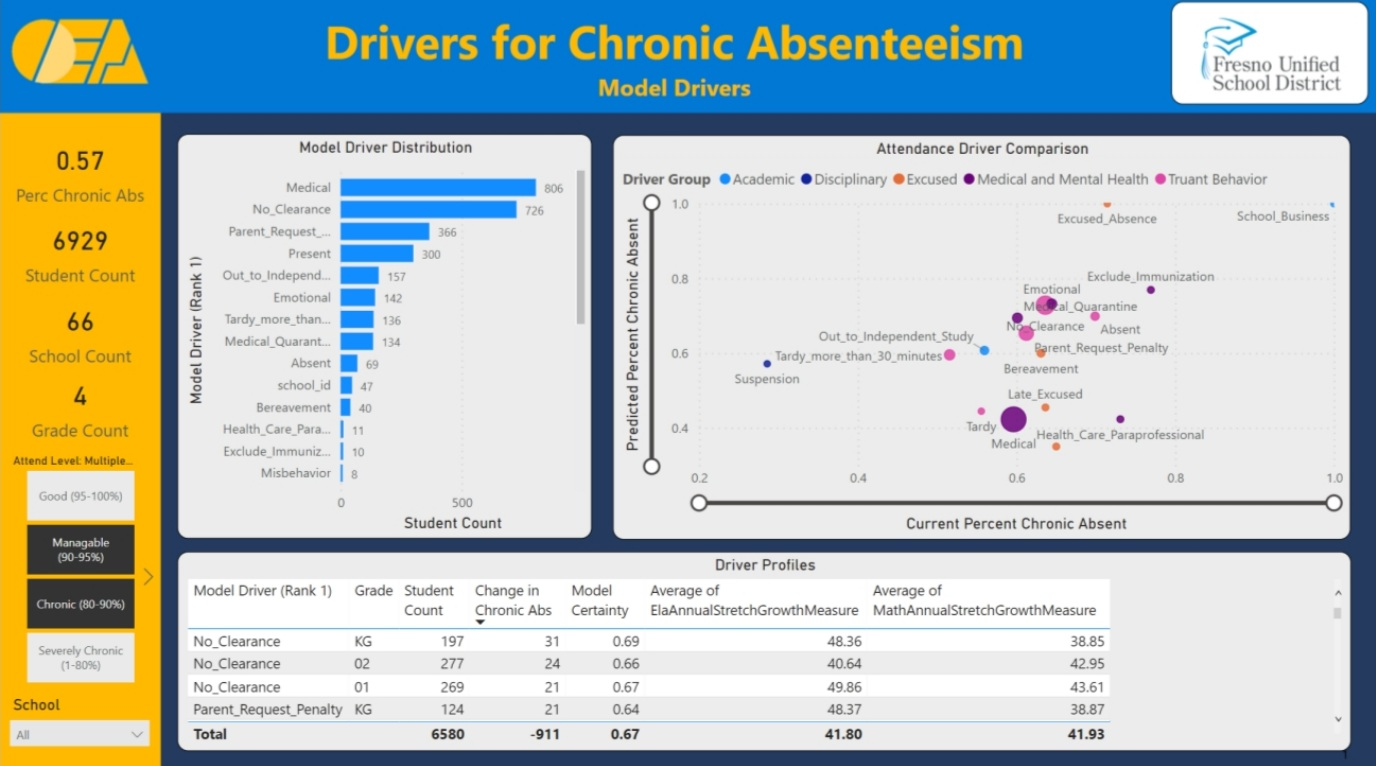 OEA
Drivers for Chronic Absenteeism
Model Drivers
Fresno Unified
School District
0.57
Perc Chronic Abs
6929
Student Count
66
School Count
4
Grade Count
Attend Level: Multiple...
Good (95-100%)
Managable
(90-95%)
Chronic (80-90%)
Severely Chronic
(1-80%)
School
All
Model Driver Distribution
Model Driver (Rank 1)
Medical 806
No_Clearance 726
Parent_Request_... 366
Present 300
Out_to_Independ... 157
Emotional 142
Tardy_more_than... 136
Medical_Quarant... 134
Absent 69
school_id 47
Bereavement 40
Health_Care_Para... 11
Exclude_Immuniz... 10
Misbehavior 8
0 500
Student Count
Attendance Driver Comparison
Driver Group Academic Disciplinary Excused Medical and Mental Health Truant Behavior
Predicted Percent Chronic Absent
1.0
Excused_Absence School_Business
0.8
Exclude_Immunization
Emotional
Medical_Quarantine
No_Clearance Absent
Out_to_Independent_Study
Parent_Request_Penalty
0.6
Tardy_more_than_30_minutes
Bereavement
Suspension
Late_Excused
0.4
Tardy
Health_Care_Paraprofessional
Medical
0.2 0.4 0.6 0.8 1.0
Current Percent Chronic Absent
Driver Profiles
Model Driver (Rank 1) Grade Student Change in Model Average of Average of
Count Chronic Abs Certainty ElaAnnualStretchGrowthMeasure MathAnnualStretchGrowthMeasure
No_Clearance KG 197 31 0.69 48.36 38.85
No_Clearance 02 277 24 0.66 40.64 42.95
No_Clearance 01 269 21 0.67 49.86 43.61
Parent_Request_Penalty KG 124 21 0.64 48.37 38.87
Total 6580 -911 0.67 41.80 41.93
1